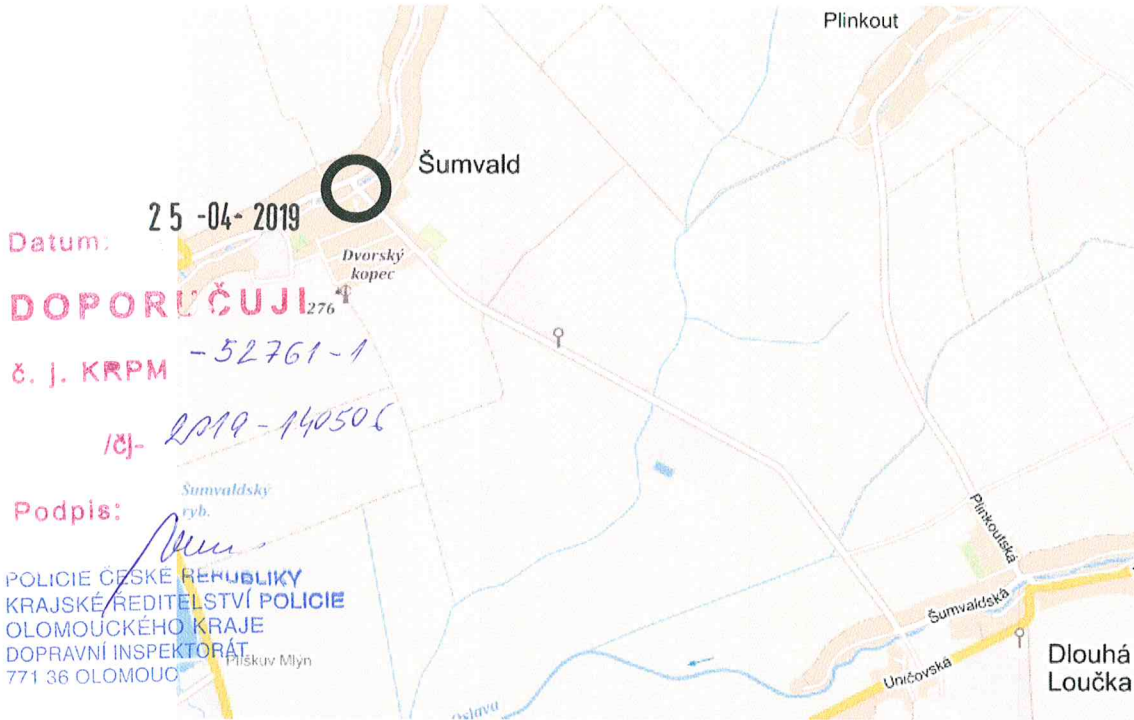 Plinkout
Šumvald
25 -04- 2019
Datum:
Dvorský
kopec
DOPORUČUJI
276
č. j. KRPM -52761-1
/čj- 2019-140506
Šumvaldský
ryb.
Podpis:
POLICIE ČESKÉ REPUBLIKY
KRAJSKÉ ŘEDITELSTVÍ POLICIE
OLOMOUCKÉHO KRAJE
DOPRAVNÍ INSPEKTORÁT
771 36 OLOMOUC
Plískův Mlýn
Plinkoutská
Šumvaldská
Uničovská
Dlouhá
Loučka
Oslava